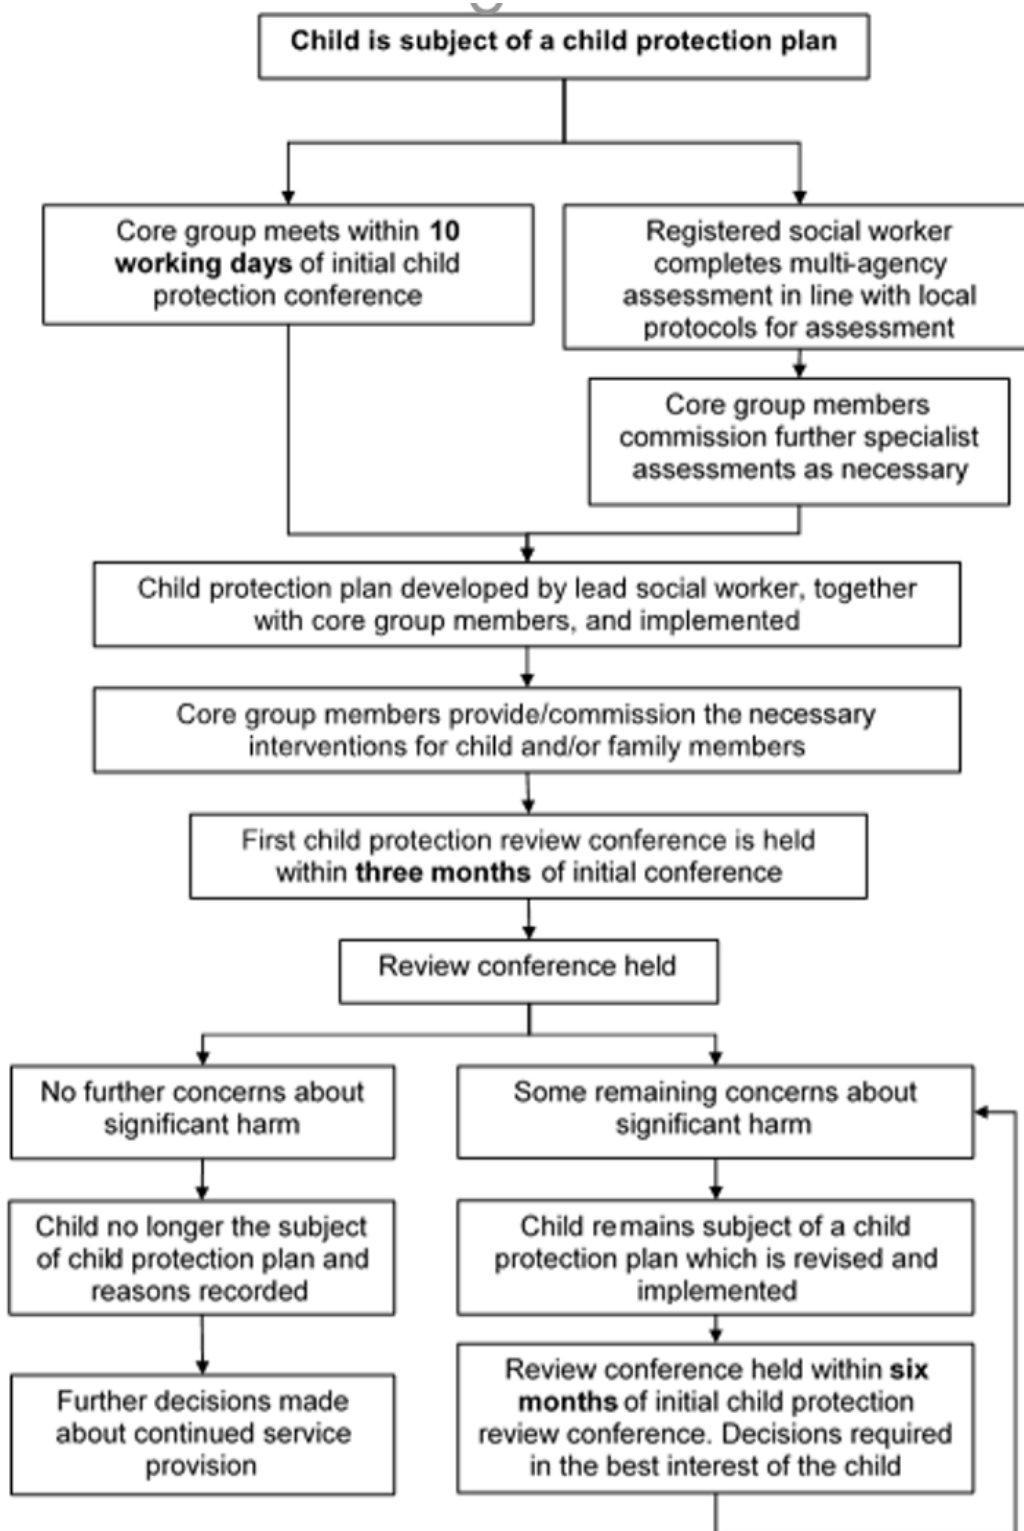 Child is subject of a child protection plan
Core group meets within 10
working days of initial child
protection conference
Registered social worker
completes multi-agency
assessment in line with local
protocols for assessment
Core group members
commission further specialist
assessments as necessary
Child protection plan developed by lead social worker, together
with core group members, and implemented
Core group members provide/commission the necessary
interventions for child and/or family members
First child protection review conference is held
within three months of initial conference
Review conference held
No further concerns about
significant harm
Some remaining concerns about
significant harm
Child no longer the subject
of child protection plan and
reasons recorded
Child remains subject of a child
protection plan which is revised and
implemented
Further decisions made
about continued service
provision
Review conference held within six
months of initial child protection
review conference. Decisions required
in the best interest of the child